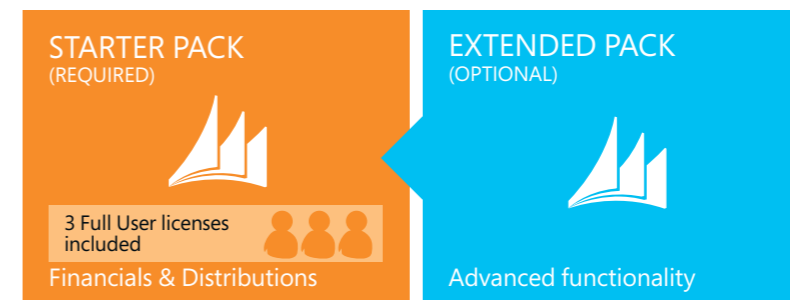 STARTER PACK
(REQUIRED)
3 Full User licenses
included
Financials & Distributions
EXTENDED PACK
(OPTIONAL)
Advanced functionality